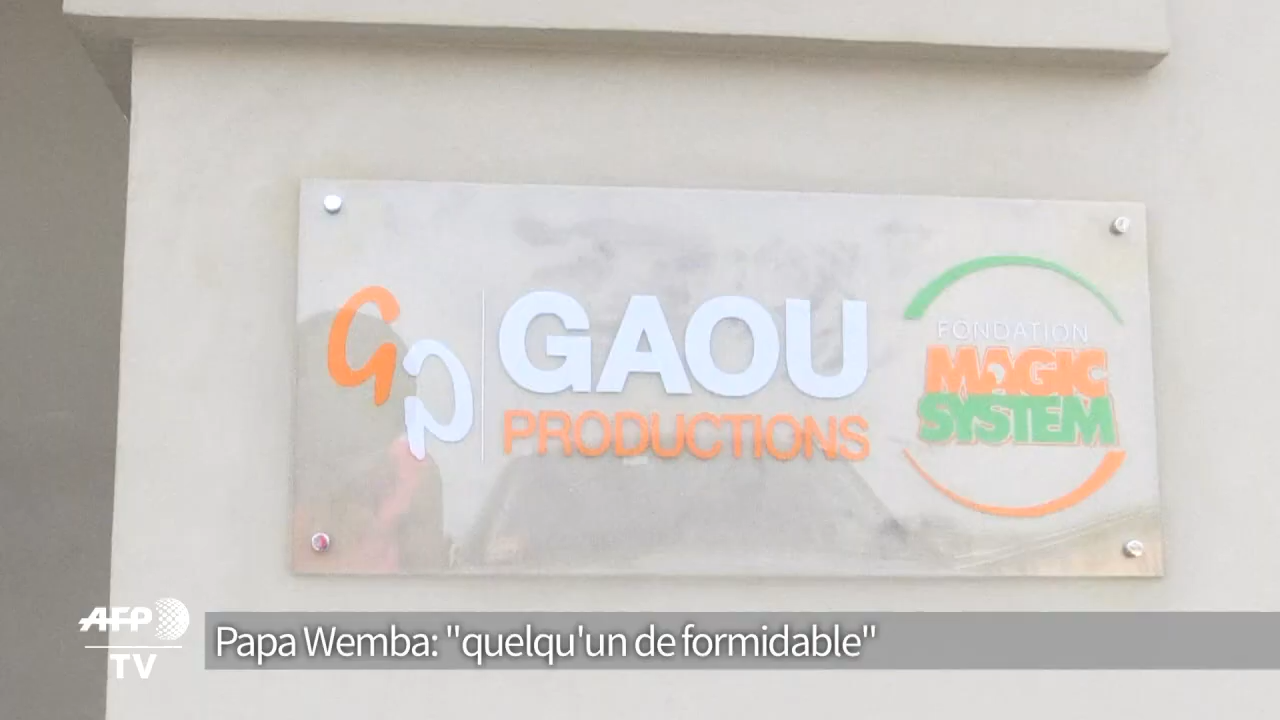 GP
GAOU
PRODUCTIONS
FONDATION
MAGIC
SYSTEM
AFP
TV
Papa Wemba: "quelqu'un de formidable"